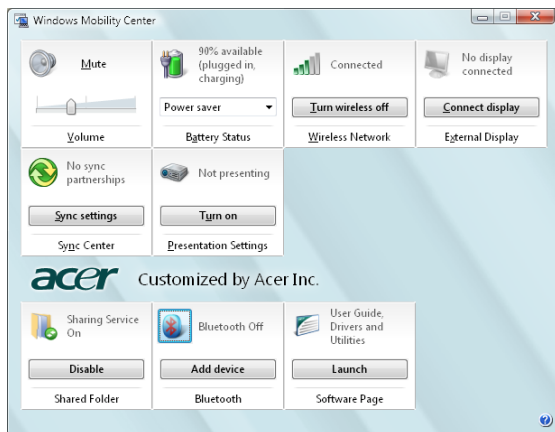 Windows Mobility Center
Mute
Volume
90% available
(plugged in,
charging)
Power saver
Battery Status
Connected
Turn wireless off
Wireless Network
No display
connected
Connect display
External Display
No sync
partnerships
Sync settings
Sync Center
Not presenting
Turn on
Presentation Settings
acer Customized by Acer Inc.
Sharing Service
On
Disable
Shared Folder
Bluetooth Off
Add device
Bluetooth
User Guide,
Drivers and
Utilities
Launch
Software Page